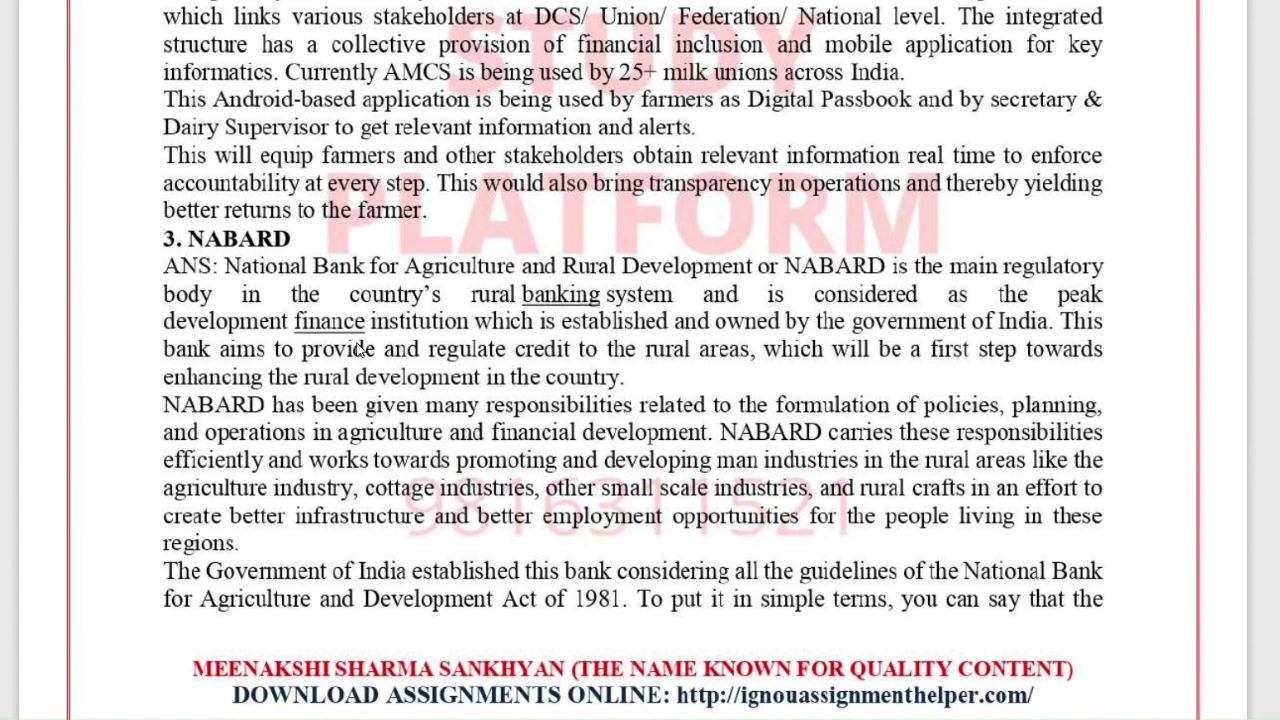 which links various stakeholders at DCS/ Union/ Federation/ National level. The integrated
structure has a collective provision of financial inclusion and mobile application for key
informatics. Currently AMCS is being used by 25+ milk unions across India.
This Android-based application is being used by farmers as Digital Passbook and by secretary &
Dairy Supervisor to get relevant information and alerts.
This will equip farmers and other stakeholders obtain relevant information real time to enforce
accountability at every step. This would also bring transparency in operations and thereby yielding
better returns to the farmer.
3. NABARD
ANS: National Bank for Agriculture and Rural Development or NABARD is the main regulatory
body in the country’s rural banking system and is considered as the peak
development finance institution which is established and owned by the government of India. This
bank aims to provide and regulate credit to the rural areas, which will be a first step towards
enhancing the rural development in the country.
NABARD has been given many responsibilities related to the formulation of policies, planning,
and operations in agriculture and financial development. NABARD carries these responsibilities
efficiently and works towards promoting and developing man industries in the rural areas like the
agriculture industry, cottage industries, other small scale industries, and rural crafts in an effort to
create better infrastructure and better employment opportunities for the people living in these
regions.
The Government of India established this bank considering all the guidelines of the National Bank
for Agriculture and Development Act of 1981. To put it in simple terms, you can say that the
STUDY
PLATFORM
9816311521
MEENAKSHI SHARMA SANKHYAN (THE NAME KNOWN FOR QUALITY CONTENT)
DOWNLOAD ASSIGNMENTS ONLINE: http://ignouassignmenthelper.com/